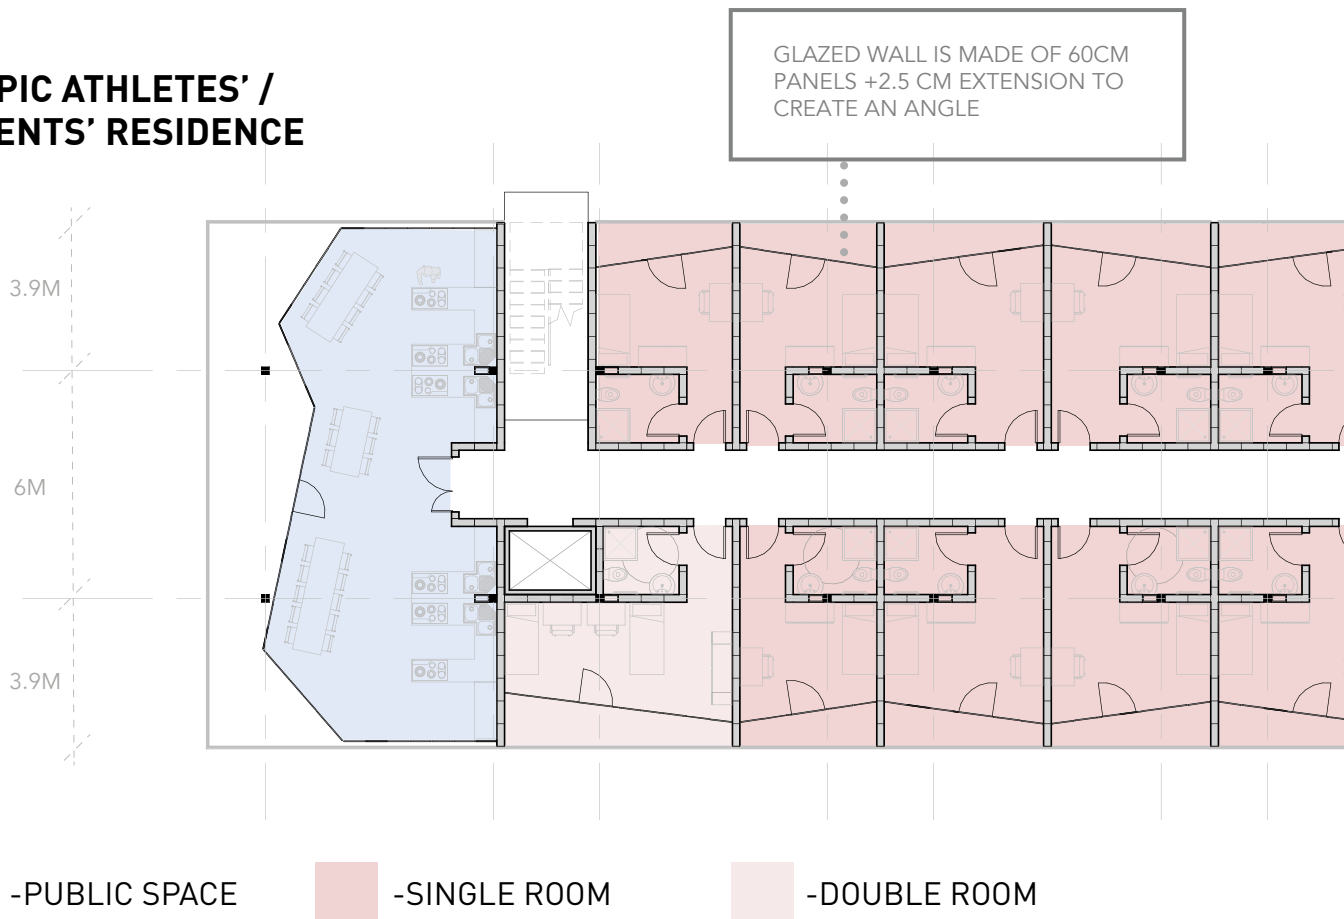 PIC ATHLETES' /
ENTS' RESIDENCE
GLAZED WALL IS MADE OF 60CM
PANELS +2.5 CM EXTENSION TO
CREATE AN ANGLE
3.9M
6M
3.9M
-PUBLIC SPACE
-SINGLE ROOM
-DOUBLE ROOM